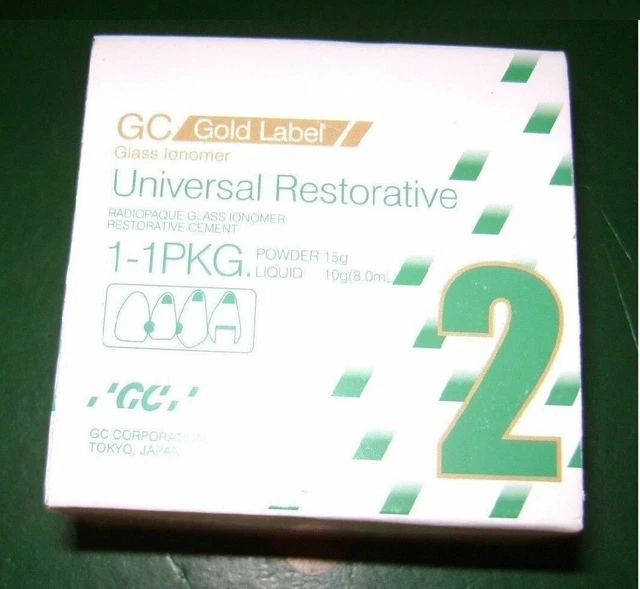 GC Gold Label
Glass Ionomer
Universal Restorative
RADIOPAQUE GLASS IONOMER
RESTORATIVE CEMENT
1-1PKG. POWDER 15g
LIQUID 10g(8.0mL
2
GC
GC CORPORATION
TOKYO, JAPAN